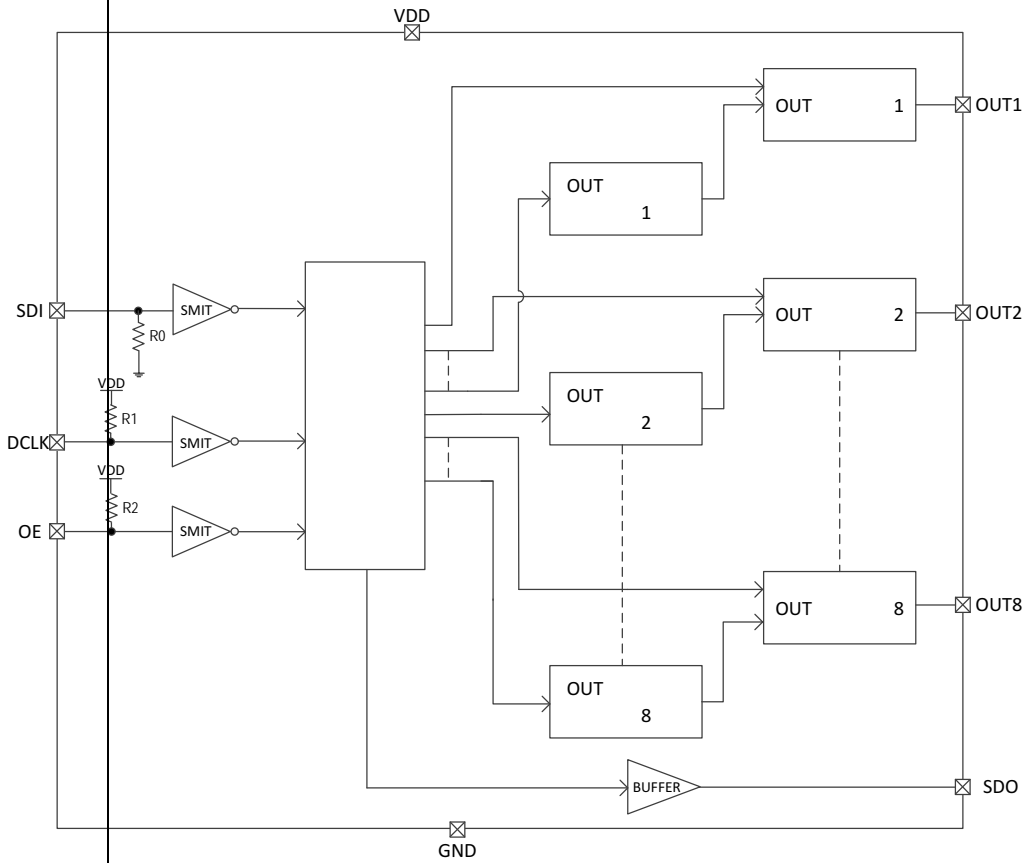 VDD
OUT 1
OUT1
OUT
1
SDI
SMIT
R0
OUT 2
OUT2
VDD
R1
OUT
2
DCLK
SMIT
VDD
R2
OE
SMIT
OUT 8
OUT8
OUT
8
BUFFER
SDO
GND